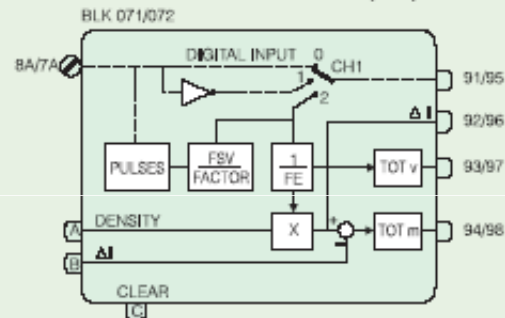 BLK 071/072
DIGITAL INPUT 0
8A/7A
CH1
1
91/95
2
Δ I
92/96
PULSES
FSV
FACTOR
1
FE
TOT v
93/97
A
DENSITY
X
+
-
TOT m
94/98
B
ΔI
CLEAR
C